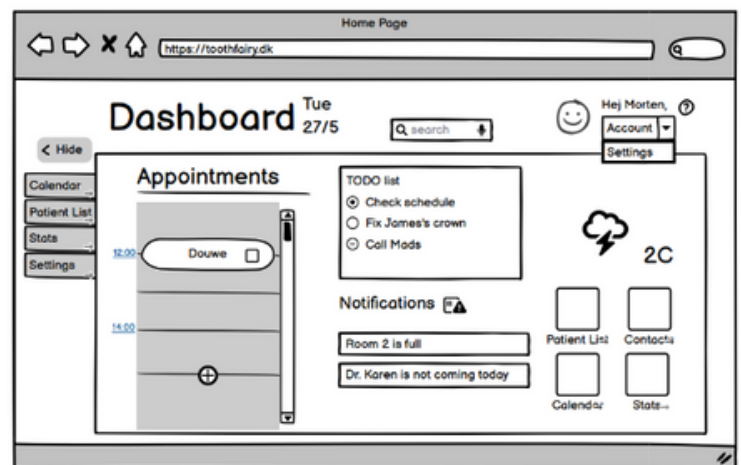 Home Page
https://toothfairy.dk
Dashboard
Tue
27/5
search
Hej Morten,
?
Account
Settings
< Hide
Calendar
Patient List
Stats
Settings
Appointments
12:00
Douwe
14:00
TODO list
Check schedule
Fix James's crown
Call Mads
Notifications
Room 2 is full
Dr. Karen is not coming today
2C
Patient List
Contacts
Calendar
Stats